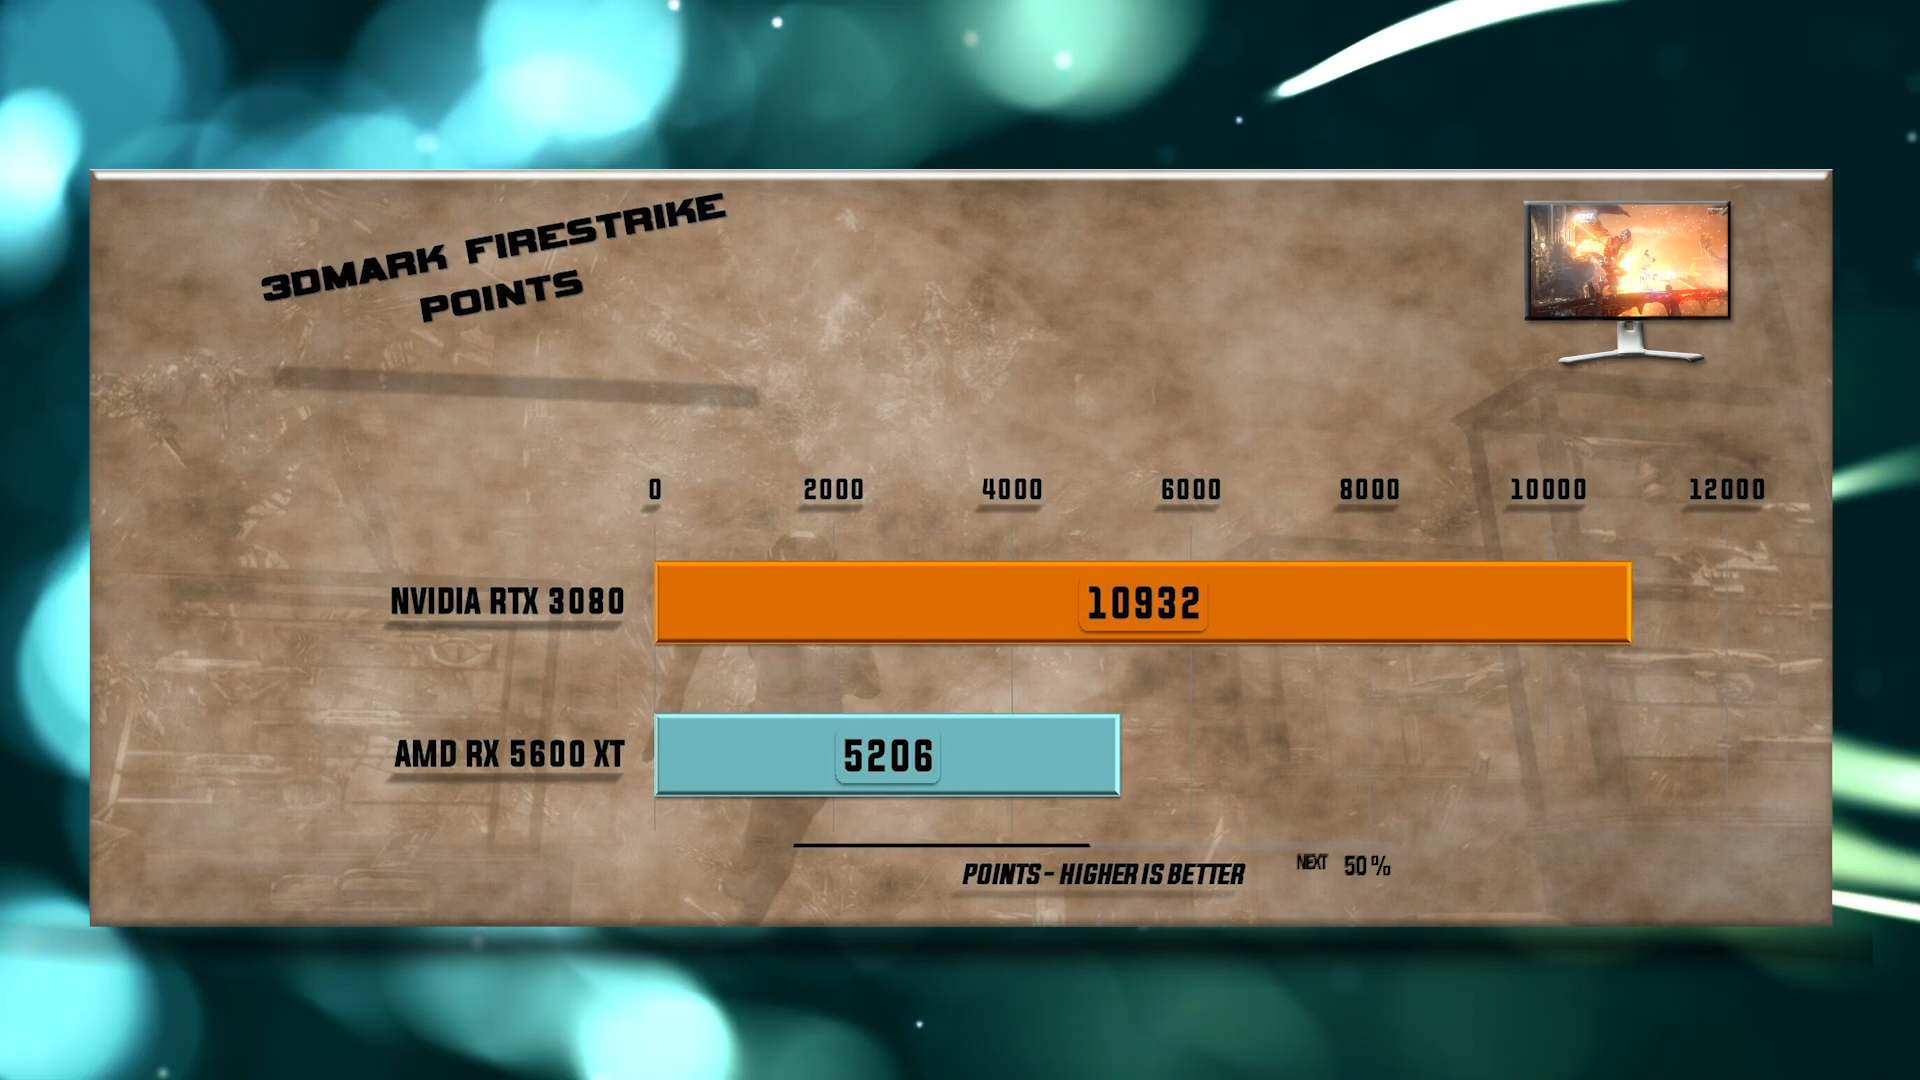 3DMARK FIRESTRIKE
POINTS
0 2000 4000 6000 8000 10000 12000
NVIDIA RTX 3080 10932
AMD RX 5600 XT 5206
POINTS - HIGHER IS BETTER NEXT 50 %